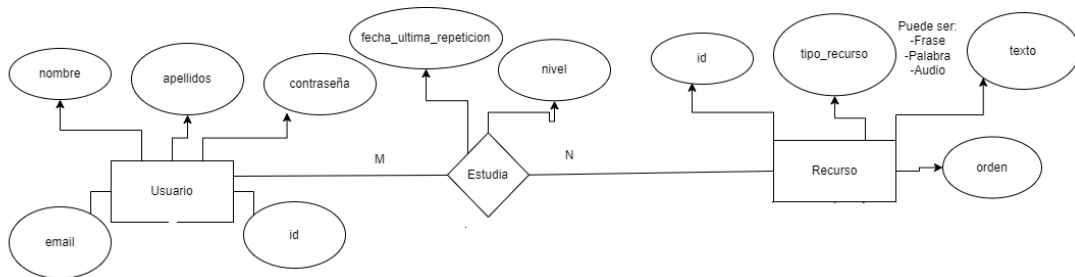 fecha_ultima_repeticion
nombre
apellidos
contraseña
nivel
id
tipo_recurso
Puede ser:
-Frase
-Palabra
-Audio
texto
M
N
Usuario
Estudia
Recurso
orden
email
id